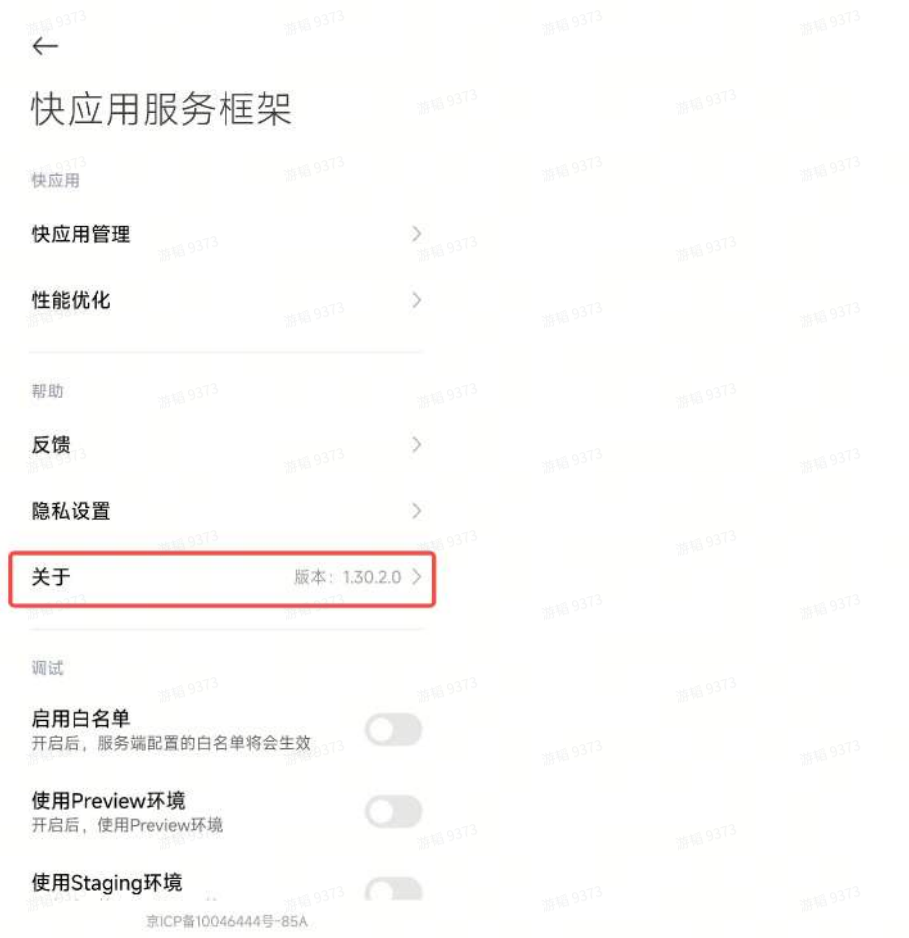 快应用服务框架
快应用
快应用管理
性能优化
帮助
反馈
隐私设置
关于 版本：1.30.2.0
调试
启用白名单
开启后，服务端配置的白名单将会生效
使用Preview环境
开启后，使用Preview环境
使用Staging环境
京ICP备10046444号-85A